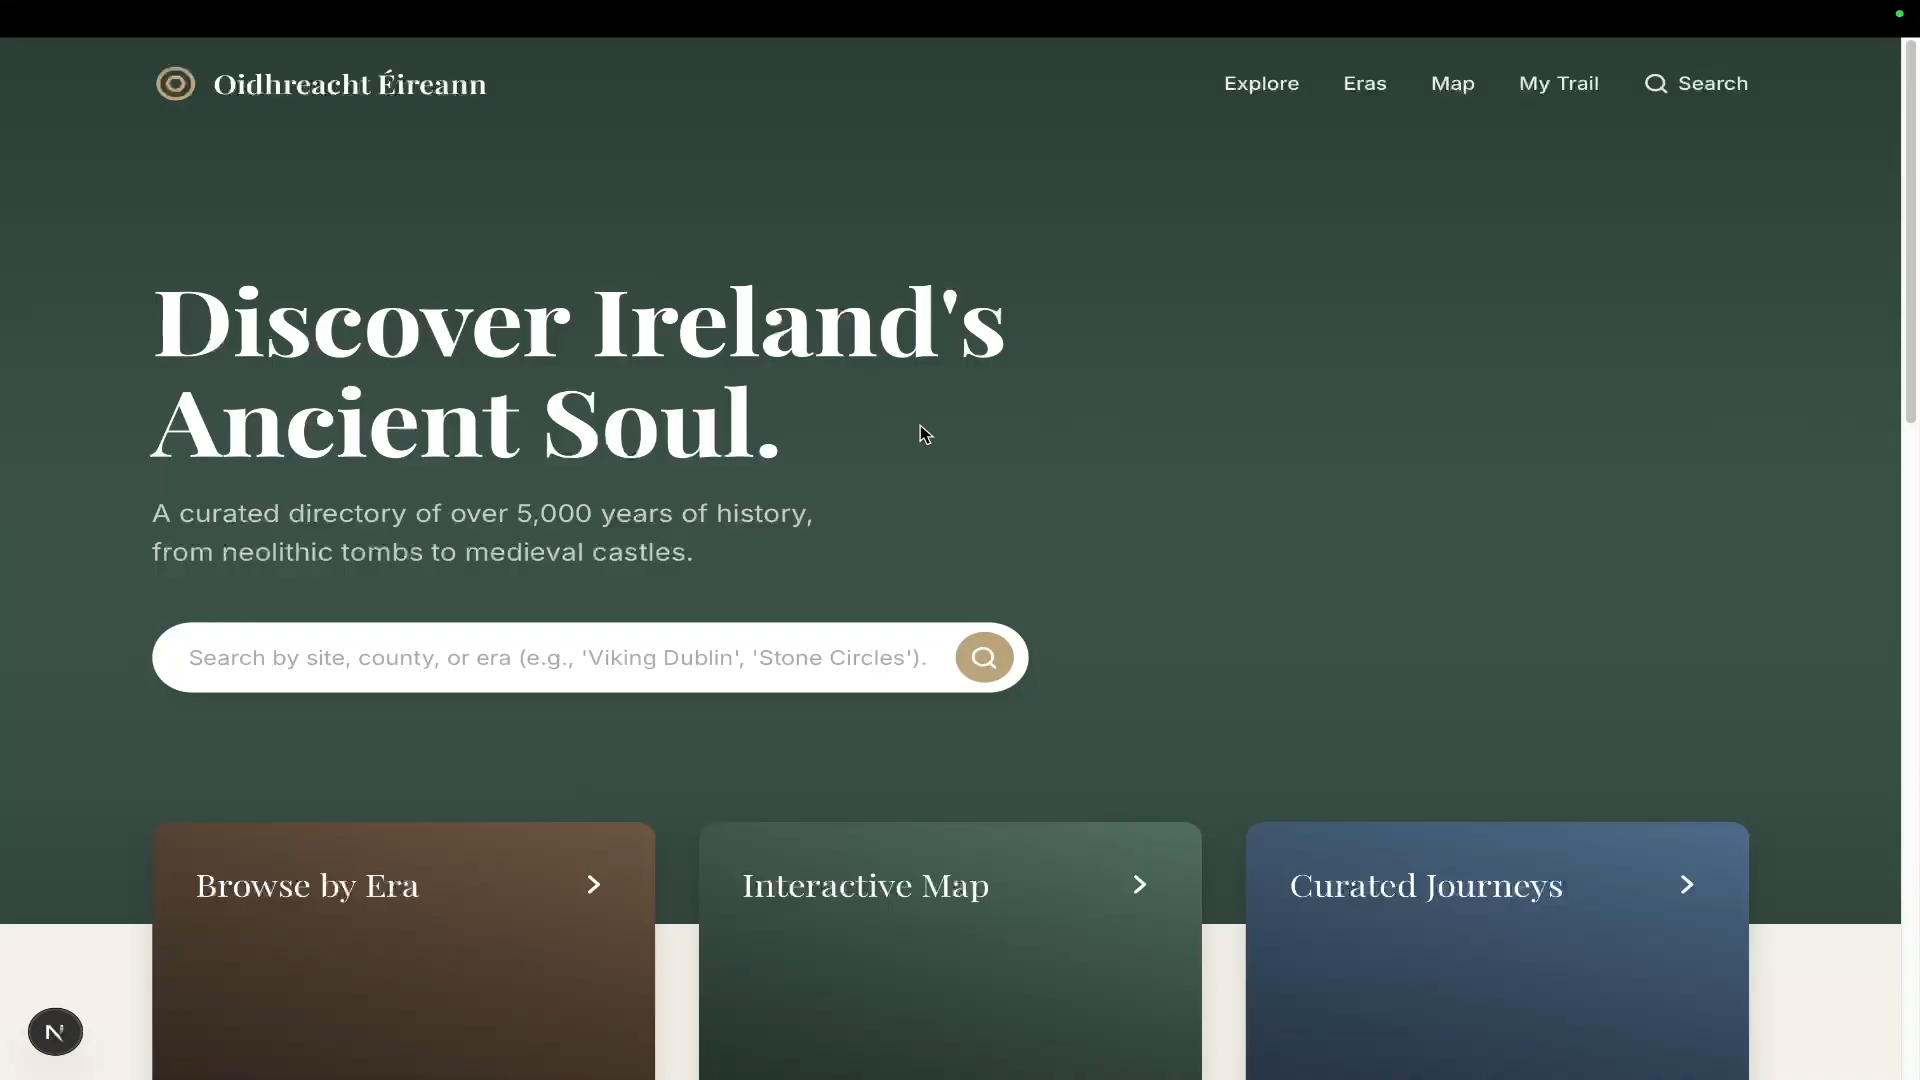 Oidhreacht Éireann
Explore
Eras
Map
My Trail
Search
Discover Ireland's
Ancient Soul.
A curated directory of over 5,000 years of history,
from neolithic tombs to medieval castles.
Search by site, county, or era (e.g., 'Viking Dublin', 'Stone Circles').
Browse by Era
Interactive Map
Curated Journeys
N